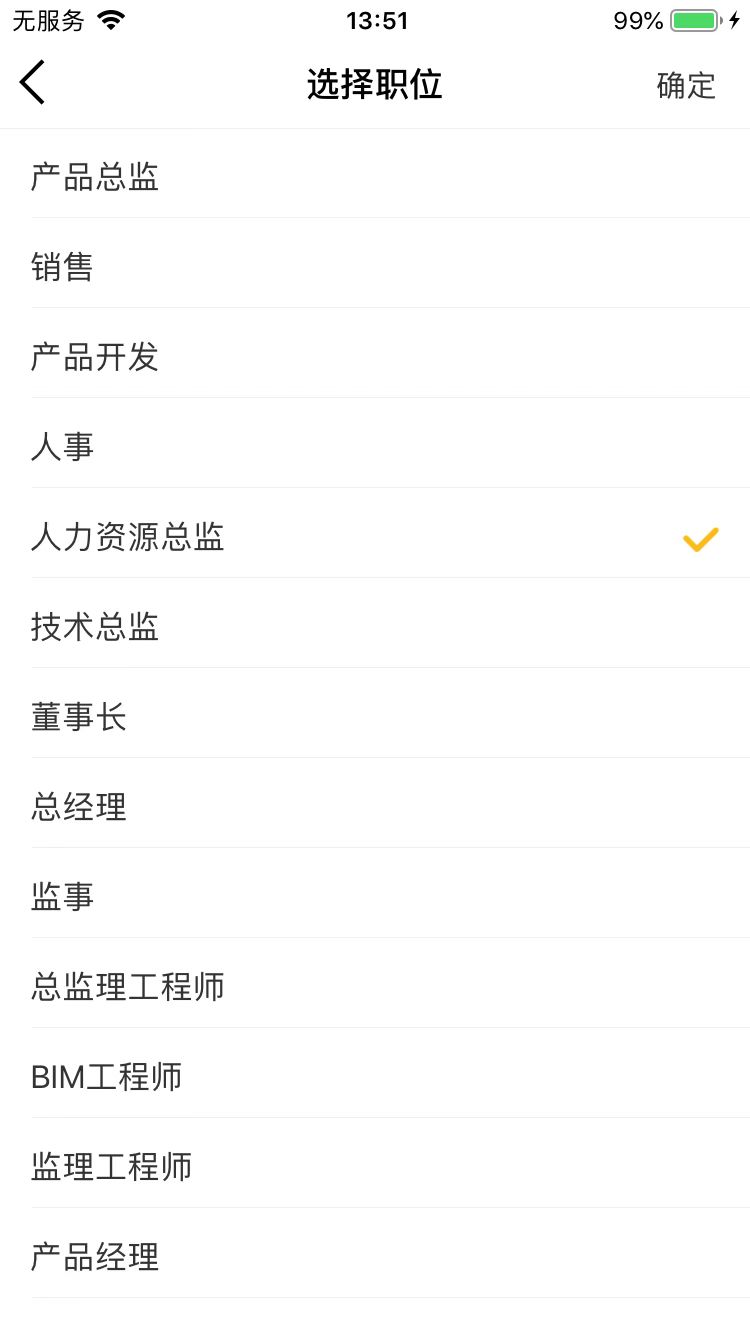 无服务 13:51 99%
选择职位 确定
产品总监
销售
产品开发
人事
人力资源总监
技术总监
董事长
总经理
监事
总监理工程师
BIM工程师
监理工程师
产品经理